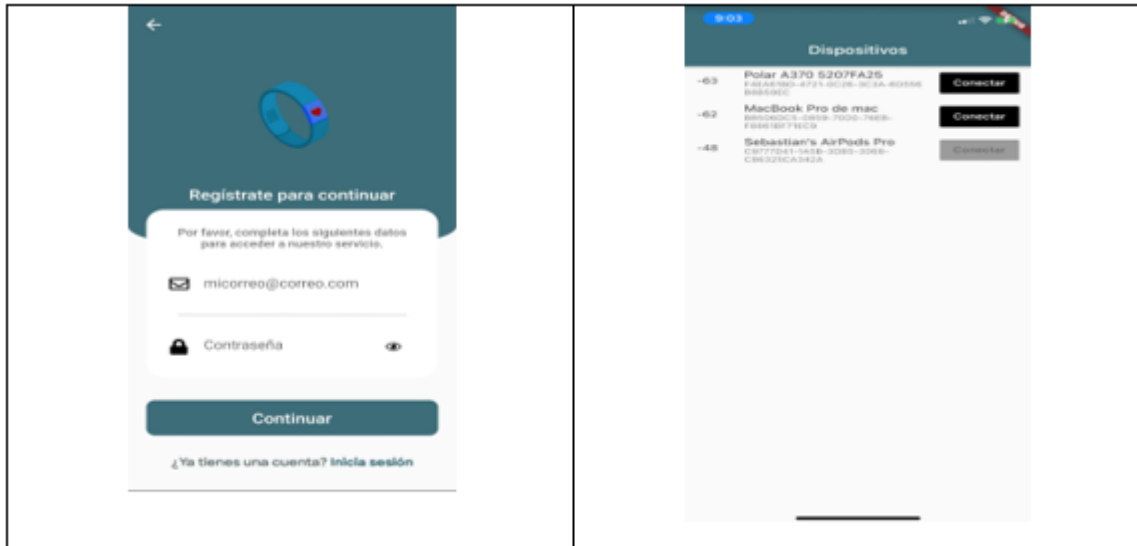 Regístrate para continuar
Por favor, completa los siguientes datos
para acceder a nuestro servicio.
micorreo@correo.com
Contraseña
Continuar
¿Ya tienes una cuenta? Inicia sesión
9:03
Dispositivos
-63
Polar A370 5207FA25
Conectar
-62
MacBook Pro de mac
Conectar
-48
Sebastian's AirPods Pro
Conectar